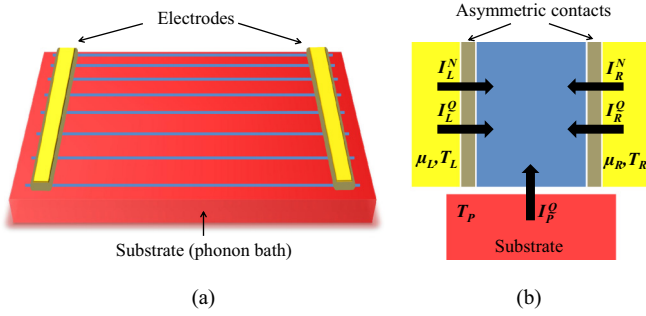 Electrodes
Substrate (phonon bath)
(a)
Asymmetric contacts
I_L^N
I_R^N
I_L^Q
I_R^Q
μ_L, T_L
μ_R, T_R
T_P
I_P^Q
Substrate
(b)